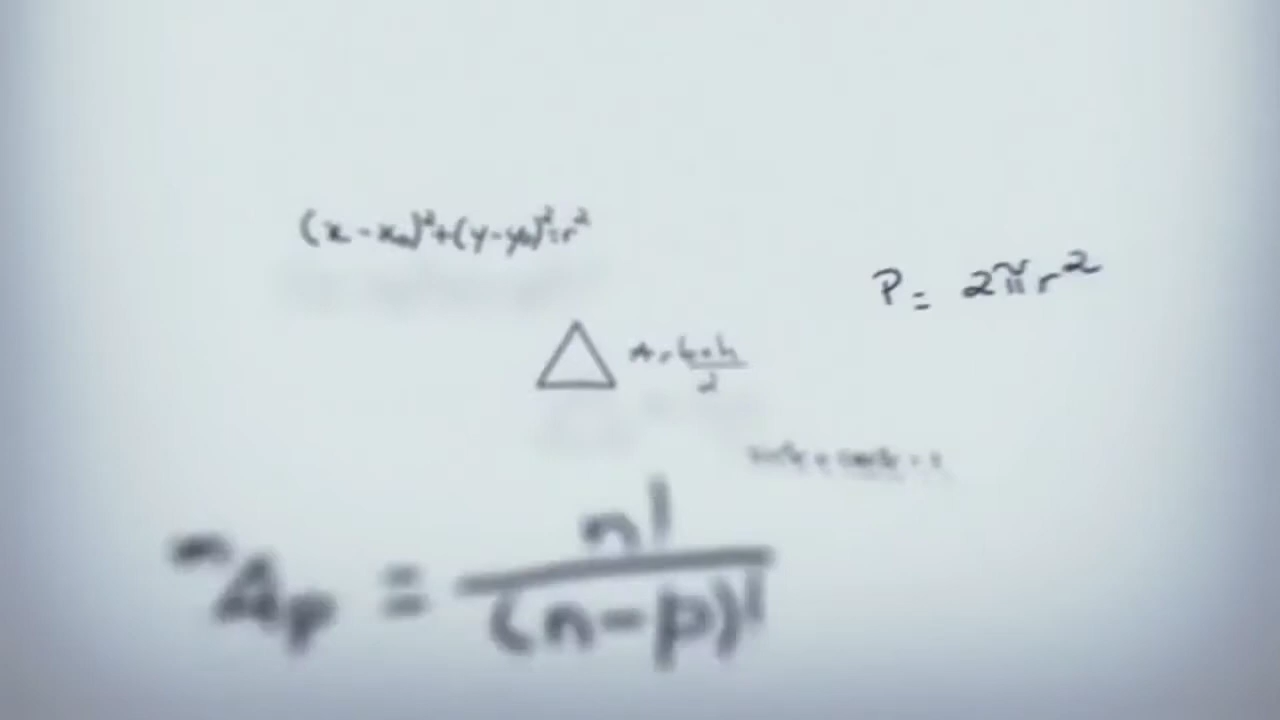 (x-x₀)²+(y-y₀)²=r²
P=2πr²
A=b×h/2
ⁿAp = n!/(n-p)!